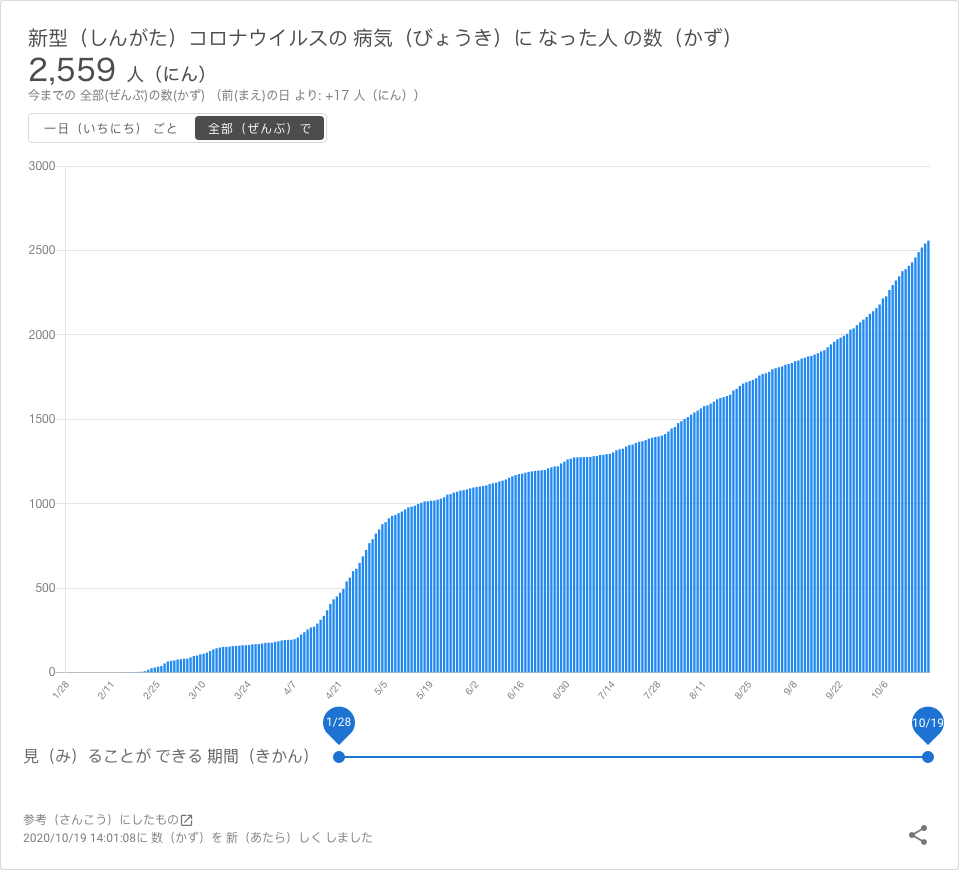 新型（しんがた）コロナウイルスの 病気（びょうき）に なった人 の数（かず）
2,559 人（にん）
今までの 全部(ぜんぶ)の数(かず) （前(まえ)の日 より: +17 人（にん））
一日（いちにち） ごと 全部（ぜんぶ）で
3000
2500
2000
1500
1000
500
0
1/28 2/11 2/25 3/10 3/24 4/7 4/21 5/5 5/19 6/2 6/16 6/30 7/14 7/28 8/11 8/25 9/8 9/22 10/6
1/28 10/19
見（み）ることが できる 期間（きかん）
参考（さんこう）にしたもの
2020/10/19 14:01:08に 数（かず）を 新（あたら）しく しました